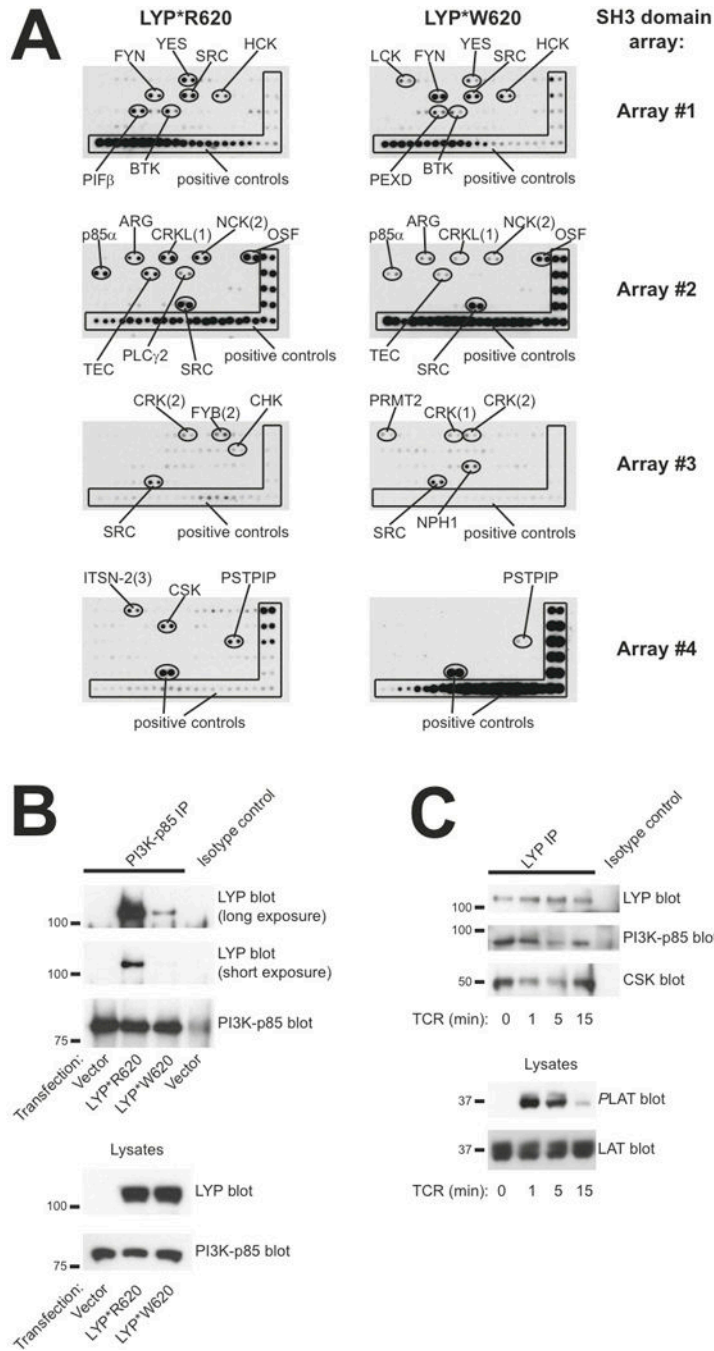 A
LYP*R620
LYP*W620
SH3 domain
array:
YES
FYN
SRC
HCK
PIFβ
BTK
positive controls
YES
LCK
FYN
SRC
HCK
PEXD
BTK
positive controls
Array #1
ARG
NCK(2)
p85α
CRKL(1)
OSF
TEC
PLCγ2
SRC
positive controls
ARG
NCK(2)
p85α
CRKL(1)
OSF
TEC
SRC
positive controls
Array #2
CRK(2)
CHK
FYB(2)
SRC
positive controls
PRMT2
CRK(2)
CRK(1)
SRC
NPH1
positive controls
Array #3
ITSN-2(3)
PSTPIP
CSK
positive controls
PSTPIP
positive controls
Array #4
B
PI3K-p85 IP
Isotype control
100
LYP blot
(long exposure)
100
LYP blot
(short exposure)
75
PI3K-p85 blot
Transfection:
Vector
LYP*R620
LYP*W620
Vector
Lysates
100
LYP blot
75
PI3K-p85 blot
Transfection:
Vector
LYP*R620
LYP*W620
C
LYP IP
Isotype control
100
LYP blot
100
PI3K-p85 blot
50
CSK blot
TCR (min): 0 1 5 15
Lysates
37
PLAT blot
37
LAT blot
TCR (min): 0 1 5 15